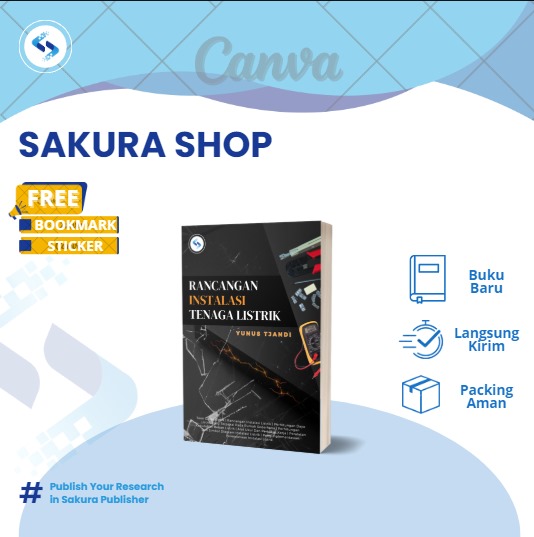 Canva
SAKURA SHOP
FREE
BOOKMARK
STICKER
RANCANGAN
INSTALASI
TENAGA LISTRIK
YUNUS TJANDI
Buku
Baru
Langsung
Kirim
Packing
Aman
# Publish Your Research
in Sakura Publisher